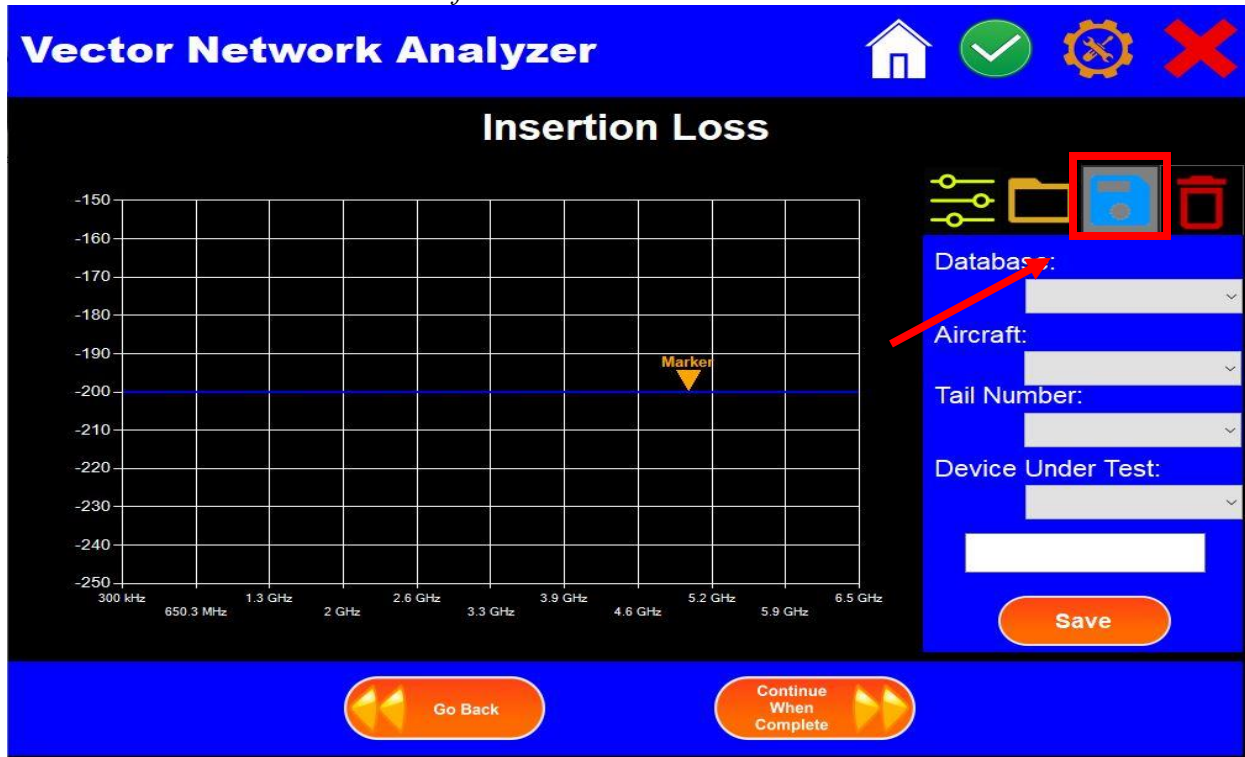 Vector Network Analyzer
Insertion Loss
-150
-160
-170
-180
-190
-200
-210
-220
-230
-240
-250
Marker
300 kHz
650.3 MHz
1.3 GHz
2 GHz
2.6 GHz
3.3 GHz
3.9 GHz
4.6 GHz
5.2 GHz
5.9 GHz
6.5 GHz
Database:
Aircraft:
Tail Number:
Device Under Test:
Save
Go Back
Continue
When
Complete